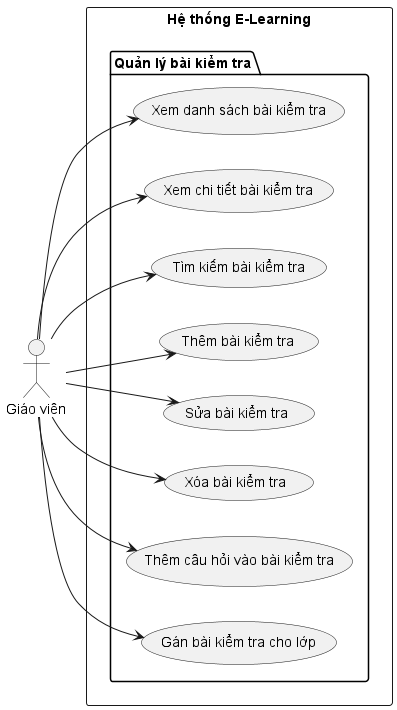 Hệ thống E-Learning
Quản lý bài kiểm tra
Xem danh sách bài kiểm tra
Xem chi tiết bài kiểm tra
Tìm kiếm bài kiểm tra
Thêm bài kiểm tra
Giáo viên
Sửa bài kiểm tra
Xóa bài kiểm tra
Thêm câu hỏi vào bài kiểm tra
Gán bài kiểm tra cho lớp